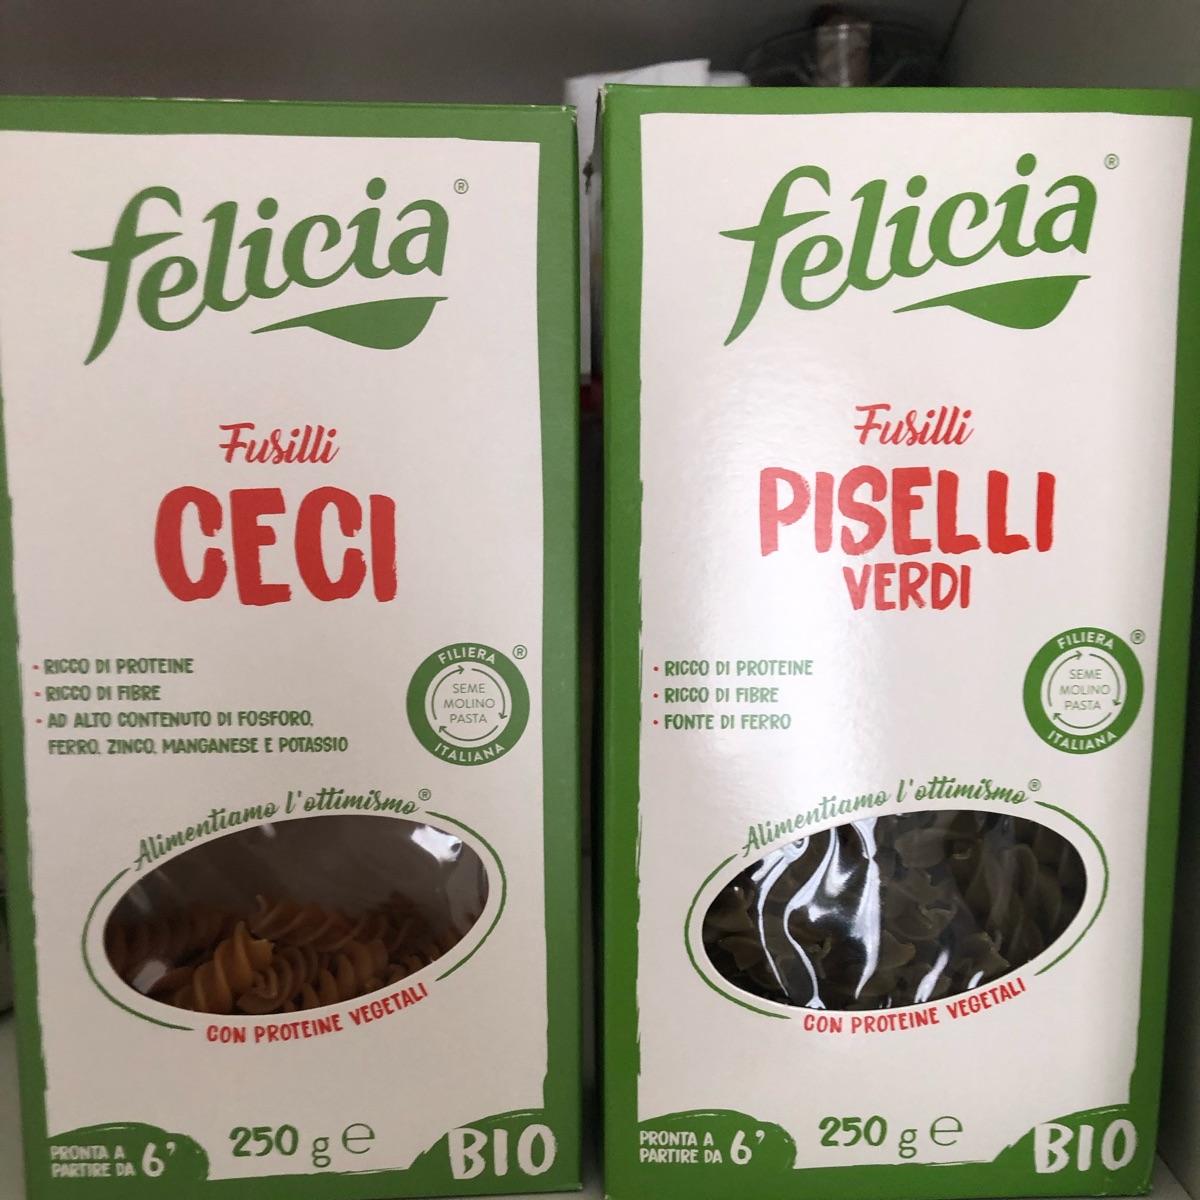 felicia®
Fusilli
CECI
• RICCO DI PROTEINE
• RICCO DI FIBRE
• AD ALTO CONTENUTO DI FOSFORO,
FERRO, ZINCO, MANGANESE E POTASSIO
FILIERA ®
SEME
MOLINO
PASTA
ITALIANA
Alimentiamo l'ottimismo®
CON PROTEINE VEGETALI
PRONTA A
PARTIRE DA 6'
250 g e
BIO
felicia®
Fusilli
PISELLI
VERDI
• RICCO DI PROTEINE
• RICCO DI FIBRE
• FONTE DI FERRO
FILIERA ®
SEME
MOLINO
PASTA
ITALIANA
Alimentiamo l'ottimismo®
CON PROTEINE VEGETALI
PRONTA A
PARTIRE DA 6'
250 g e
BIO